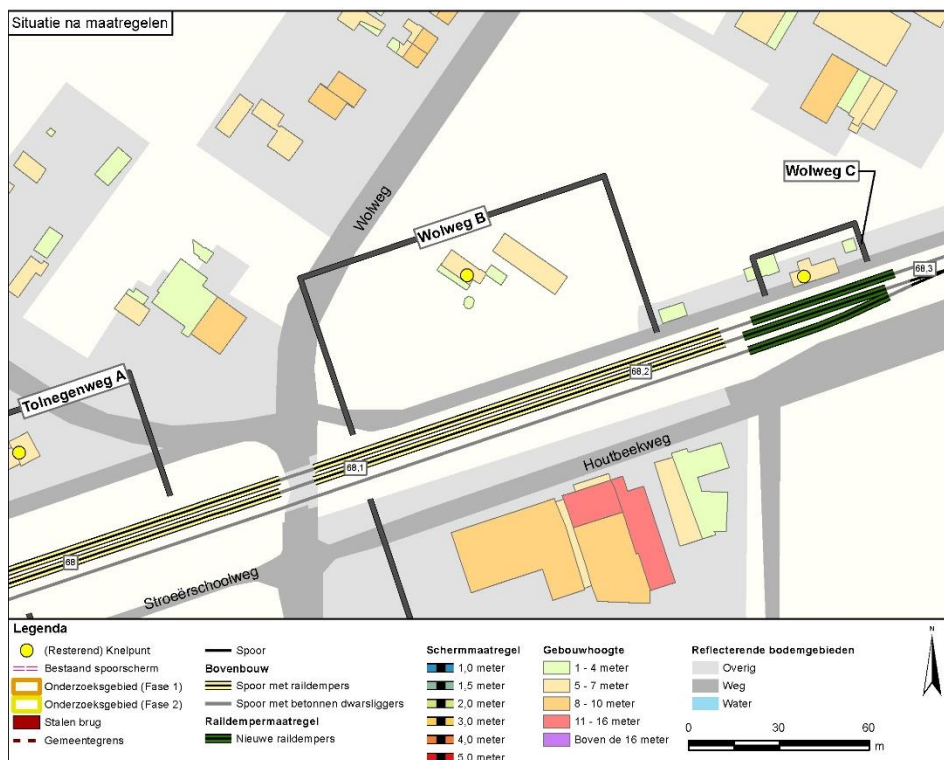 Situatie na maatregelen
Wolweg C
Wolweg
Wolweg B
68,3
68,2
Tolnegenweg A
Houtbeekweg
68,1
68
Stroeërschoolweg
Legenda
(Resterend) Knelpunt
Bestaand spoorscherm
Onderzoeksgebied (Fase 1)
Onderzoeksgebied (Fase 2)
Stalen brug
Gemeentegrens
Spoor
Bovenbouw
Spoor met raildempers
Spoor met betonnen dwarsliggers
Raildempermaatregel
Nieuwe raildempers
Schermmaatregel
1,0 meter
1,5 meter
2,0 meter
3,0 meter
4,0 meter
5,0 meter
Gebouwhoogte
1 - 4 meter
5 - 7 meter
8 - 10 meter
11 - 16 meter
Boven de 16 meter
Reflecterende bodemgebieden
Overig
Weg
Water
0 30 60
m
N